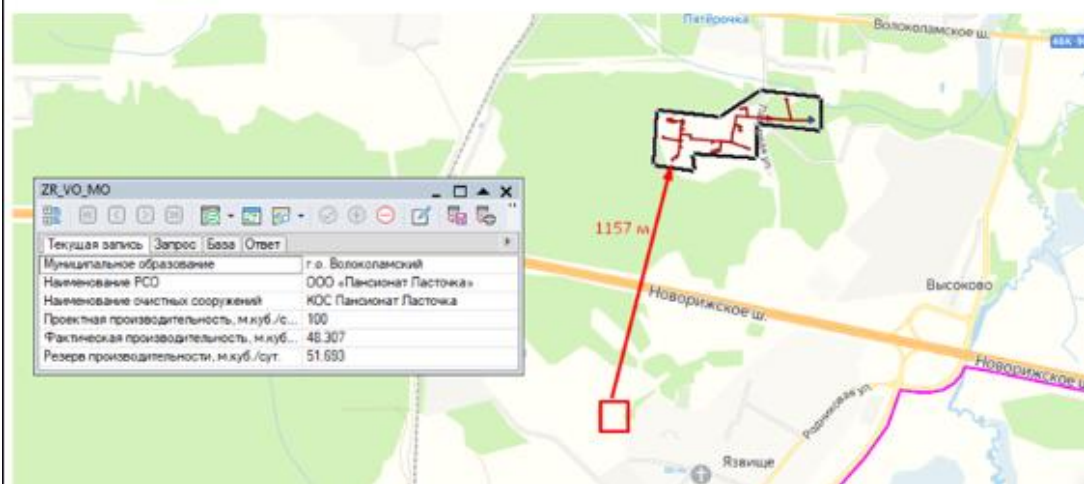 Пятёрочка
Волоколамское ш.
ZR_VO_MO
Текущая запись Запрос База Ответ
Муниципальное образование г.о. Волоколамский
Наименование РСО ООО «Пансионат Ласточка»
Наименование очистных сооружений КОС Пансионат Ласточка
Проектная производительность, м.куб./с... 100
Фактическая производительность, м.куб... 48.307
Резерв производительности, м.куб./сут. 51.693
1157 м
Новорижское ш.
Высоково
Новорижское ш
Родниковая ул.
Язвище